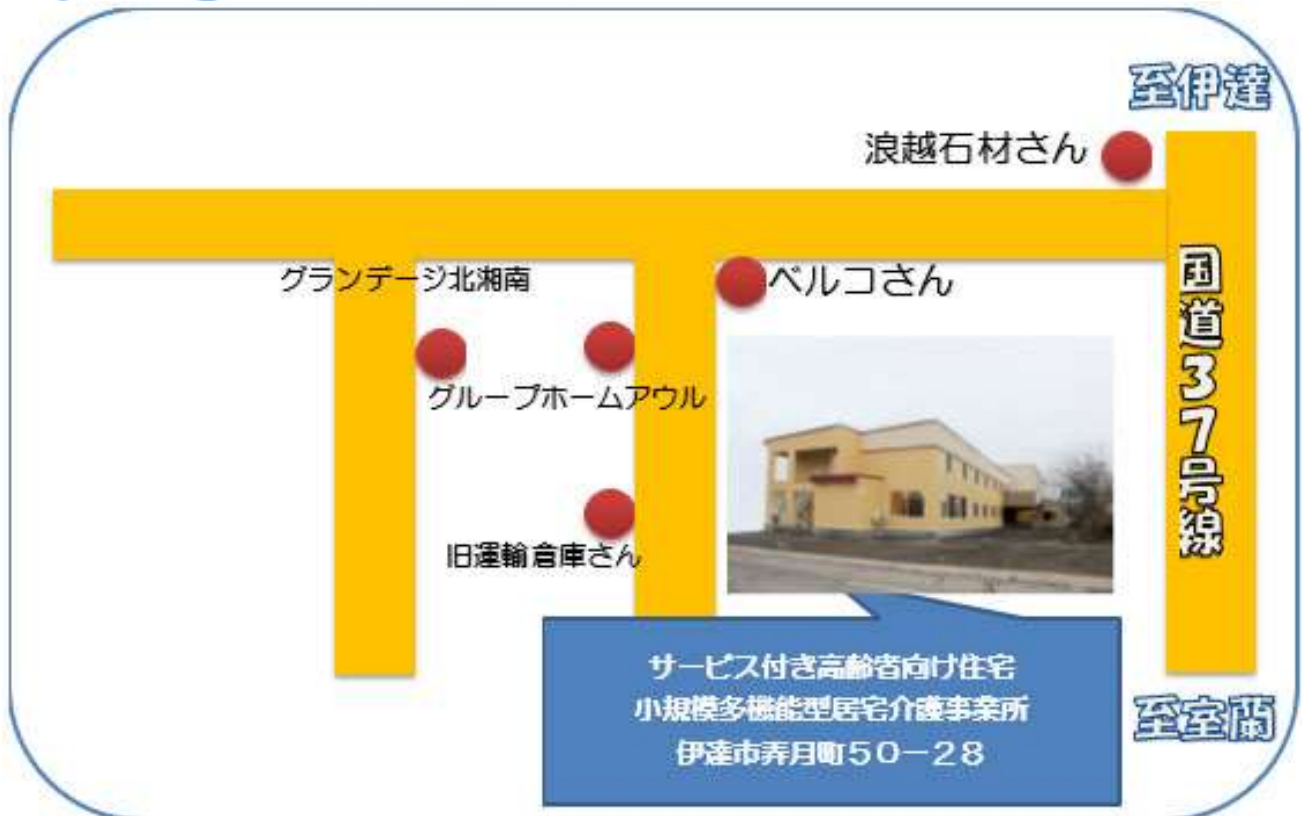 至伊達
浪越石材さん
グランデージ北湘南
ベルコさん
国道37号線
グループホームアウル
旧運輸倉庫さん
サービス付き高齢者向け住宅
小規模多機能型居宅介護事業所
伊達市弄月町50－28
至室蘭